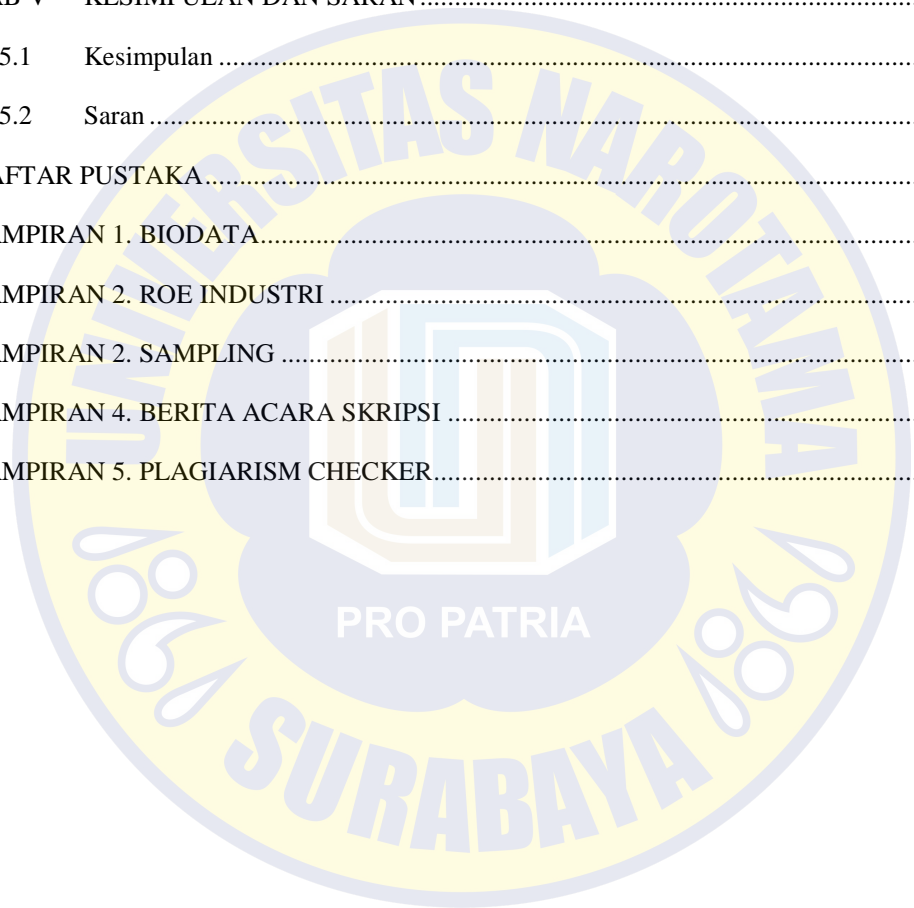 AB V KESIMPULAN DAN SARAN....................
5.1 Kesimpulan ....................
5.2 Saran ....................
AFTAR PUSTAKA....................
MPIRAN 1. BIODATA....................
MPIRAN 2. ROE INDUSTRI ....................
MPIRAN 2. SAMPLING ....................
MPIRAN 4. BERITA ACARA SKRIPSI ....................
MPIRAN 5. PLAGIARISM CHECKER....................
UNIVERSITAS NAROTAMA
PRO PATRIA
SURABAYA